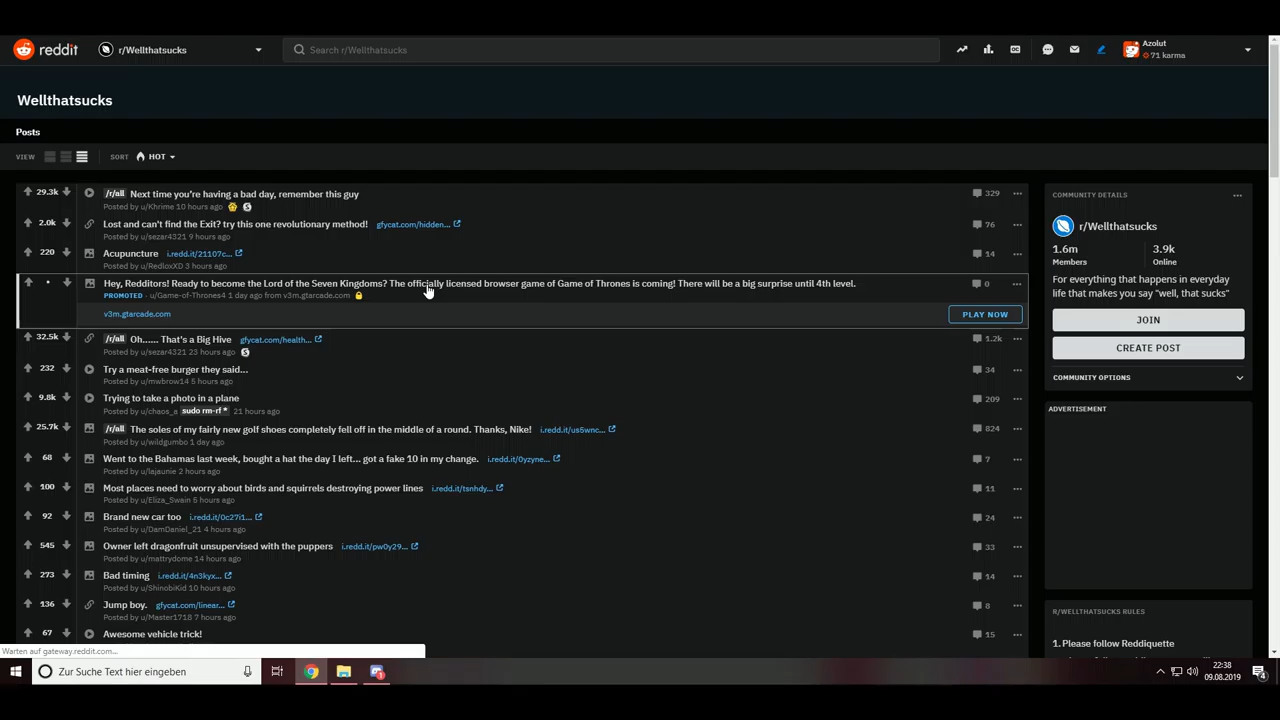 reddit
r/Wellthatsucks
Search r/Wellthatsucks
Azolut
71 karma
Wellthatsucks
Posts
VIEW
SORT
HOT
29.3k
/r/all Next time you're having a bad day, remember this guy
329
Posted by u/Khrime 10 hours ago
2.0k
Lost and can't find the Exit? try this one revolutionary method! gfycat.com/hidden...
76
Posted by u/sezar4321 9 hours ago
220
Acupuncture i.redd.it/21107c...
14
Posted by u/RedloxXD 3 hours ago
•
Hey, Redditors! Ready to become the Lord of the Seven Kingdoms? The officially licensed browser game of Game of Thrones is coming! There will be a big surprise until 4th level.
0
PROMOTED · u/Game-of-Thrones4 1 day ago from v3m.gtarcade.com
v3m.gtarcade.com
PLAY NOW
32.5k
/r/all Oh...... That's a Big Hive gfycat.com/health...
1.2k
Posted by u/sezar4321 23 hours ago
232
Try a meat-free burger they said...
34
Posted by u/mwbrow14 5 hours ago
9.8k
Trying to take a photo in a plane
209
Posted by u/chaos_a sudo rm-rf * 21 hours ago
25.7k
/r/all The soles of my fairly new golf shoes completely fell off in the middle of a round. Thanks, Nike! i.redd.it/us5wnc...
824
Posted by u/wildgumbo 1 day ago
68
Went to the Bahamas last week, bought a hat the day I left... got a fake 10 in my change. i.redd.it/0yzyne...
7
Posted by u/lajaunie 2 hours ago
100
Most places need to worry about birds and squirrels destroying power lines i.redd.it/tsnhdy...
11
Posted by u/Eliza_Swain 5 hours ago
92
Brand new car too i.redd.it/0c27i1...
24
Posted by u/DamDaniel_21 4 hours ago
545
Owner left dragonfruit unsupervised with the puppers i.redd.it/pw0y29...
33
Posted by u/mattrydome 14 hours ago
273
Bad timing i.redd.it/4n3kyx...
14
Posted by u/ShinobiKid 10 hours ago
136
Jump boy. gfycat.com/linear...
8
Posted by u/Master1718 7 hours ago
67
Awesome vehicle trick!
15
COMMUNITY DETAILS
r/Wellthatsucks
1.6m
3.9k
Members
Online
For everything that happens in everyday
life that makes you say "well, that sucks"
JOIN
CREATE POST
COMMUNITY OPTIONS
ADVERTISEMENT
R/WELLTHATSUCKS RULES
1. Please follow Reddiquette
Warten auf gateway.reddit.com...
Zur Suche Text hier eingeben
1
22:38
09.08.2019
4